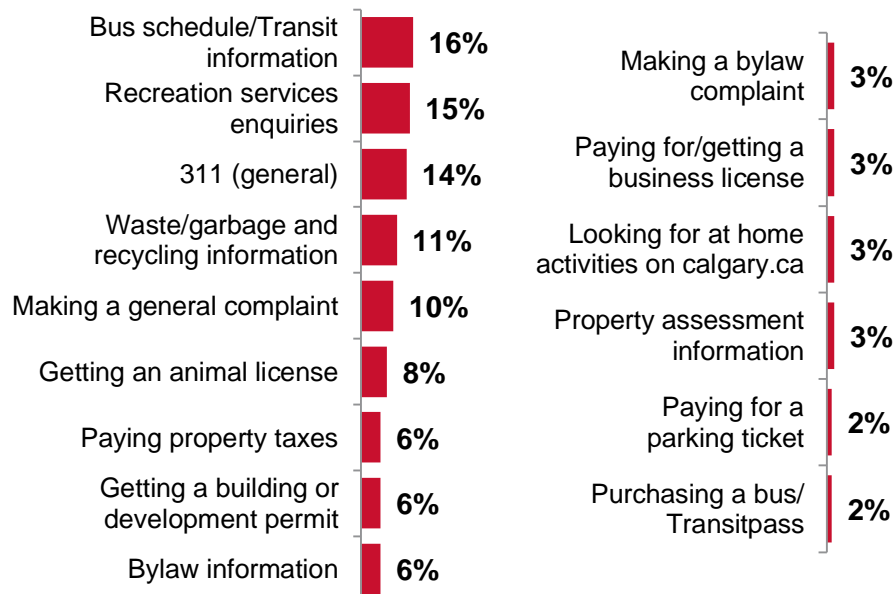 Bus schedule/Transit
information
16%
Recreation services
enquiries
15%
311 (general)
14%
Waste/garbage and
recycling information
11%
Making a general complaint
10%
Getting an animal license
8%
Paying property taxes
6%
Getting a building or
development permit
6%
Bylaw information
6%
Making a bylaw
complaint
3%
Paying for/getting a
business license
3%
Looking for at home
activities on calgary.ca
3%
Property assessment
information
3%
Paying for a
parking ticket
2%
Purchasing a bus/
Transitpass
2%